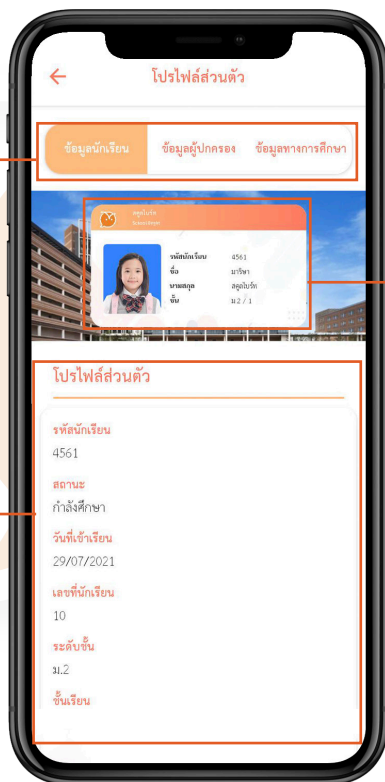 โปรไฟล์ส่วนตัว
ข้อมูลนักเรียน ข้อมูลผู้ปกครอง ข้อมูลทางการศึกษา
สคูลไบร์ท
รหัสนักเรียน 4561
ชื่อ มาริษา
นามสกุล สคูลไบร์ท
ชั้น ม.2 / 1
โปรไฟล์ส่วนตัว
รหัสนักเรียน
4561
สถานะ
กำลังศึกษา
วันที่เข้าเรียน
29/07/2021
เลขที่นักเรียน
10
ระดับชั้น
ม.2
ชั้นเรียน